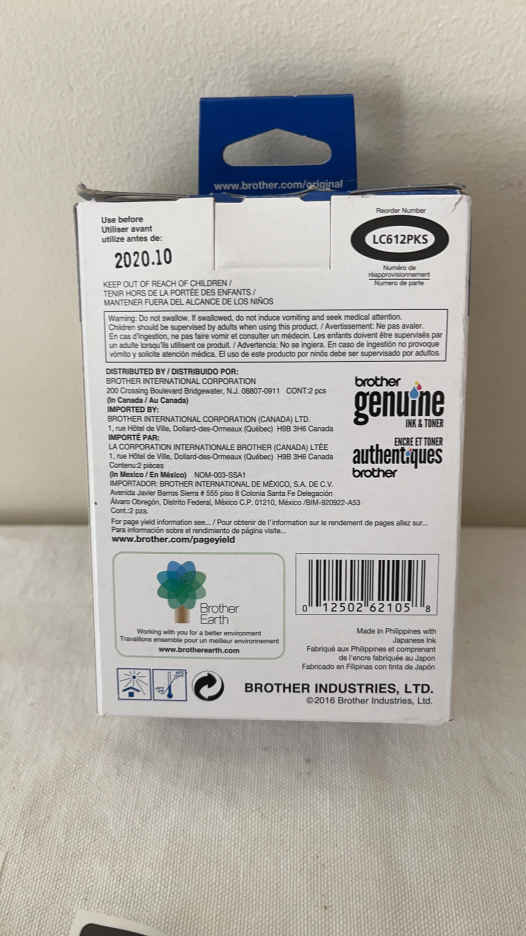 www.brother.com/original
Use before
Utiliser avant
utilize antes de:
2020.10
Reorder Number
LC612PKS
Numéro de
réapprovisionnement
Numero de parte
KEEP OUT OF REACH OF CHILDREN /
TENIR HORS DE LA PORTÉE DES ENFANTS /
MANTENER FUERA DEL ALCANCE DE LOS NIÑOS
Warning: Do not swallow. If swallowed, do not induce vomiting and seek medical attention.
Children should be supervised by adults when using this product. / Avertissement: Ne pas avaler.
En cas d'ingestion, ne pas faire vomir et consulter un médecin. Les enfants doivent être supervisés par
un adulte lorsqu'ils utilisent ce produit. / Advertencia: No se ingiera. En caso de ingestión no provoque
vómito y solicite atención médica. El uso de este producto por niños debe ser supervisado por adultos
DISTRIBUTED BY / DISTRIBUIDO POR:
BROTHER INTERNATIONAL CORPORATION
200 Crossing Boulevard Bridgewater, N.J. 08807-0911 CONT:2 pcs
(In Canada / Au Canada)
IMPORTED BY:
BROTHER INTERNATIONAL CORPORATION (CANADA) LTD.
1, rue Hôtel de Ville, Dollard-des-Ormeaux (Québec) H9B 3H6 Canada
IMPORTÉ PAR:
LA CORPORATION INTERNATIONALE BROTHER (CANADA) LTÉE
1, rue Hôtel de Ville, Dollard-des-Ormeaux (Québec) H9B 3H6 Canada
Contenu:2 pièces
(In Mexico / En México) NOM-003-SSA1
IMPORTADOR: BROTHER INTERNATIONAL DE MÉXICO, S.A. DE C.V.
Avenida Javier Barros Sierra # 555 piso 8 Colonia Santa Fe Delegación
Álvaro Obregón, Distrito Federal, México C.P. 01210, México /BIM-920922-A53
Cont.:2 pza.
brother
genuine
INK & TONER
ENCRE ET TONER
authentiques
brother
For page yield information see... / Pour obtenir de l'information sur le rendement de pages allez sur...
Para información sobre el rendimiento de página visite...
www.brother.com/pageyield
Brother
Earth
Working with you for a better environment
Travaillons ensemble pour un meilleur environnement
www.brotherearth.com
0 12502 62105 8
Made in Philippines with
Japanese Ink
Fabriqué aux Philippines et comprenant
de l'encre fabriquée au Japon
Fabricado en Filipinas con tinta de Japón
BROTHER INDUSTRIES, LTD.
©2016 Brother Industries, Ltd.